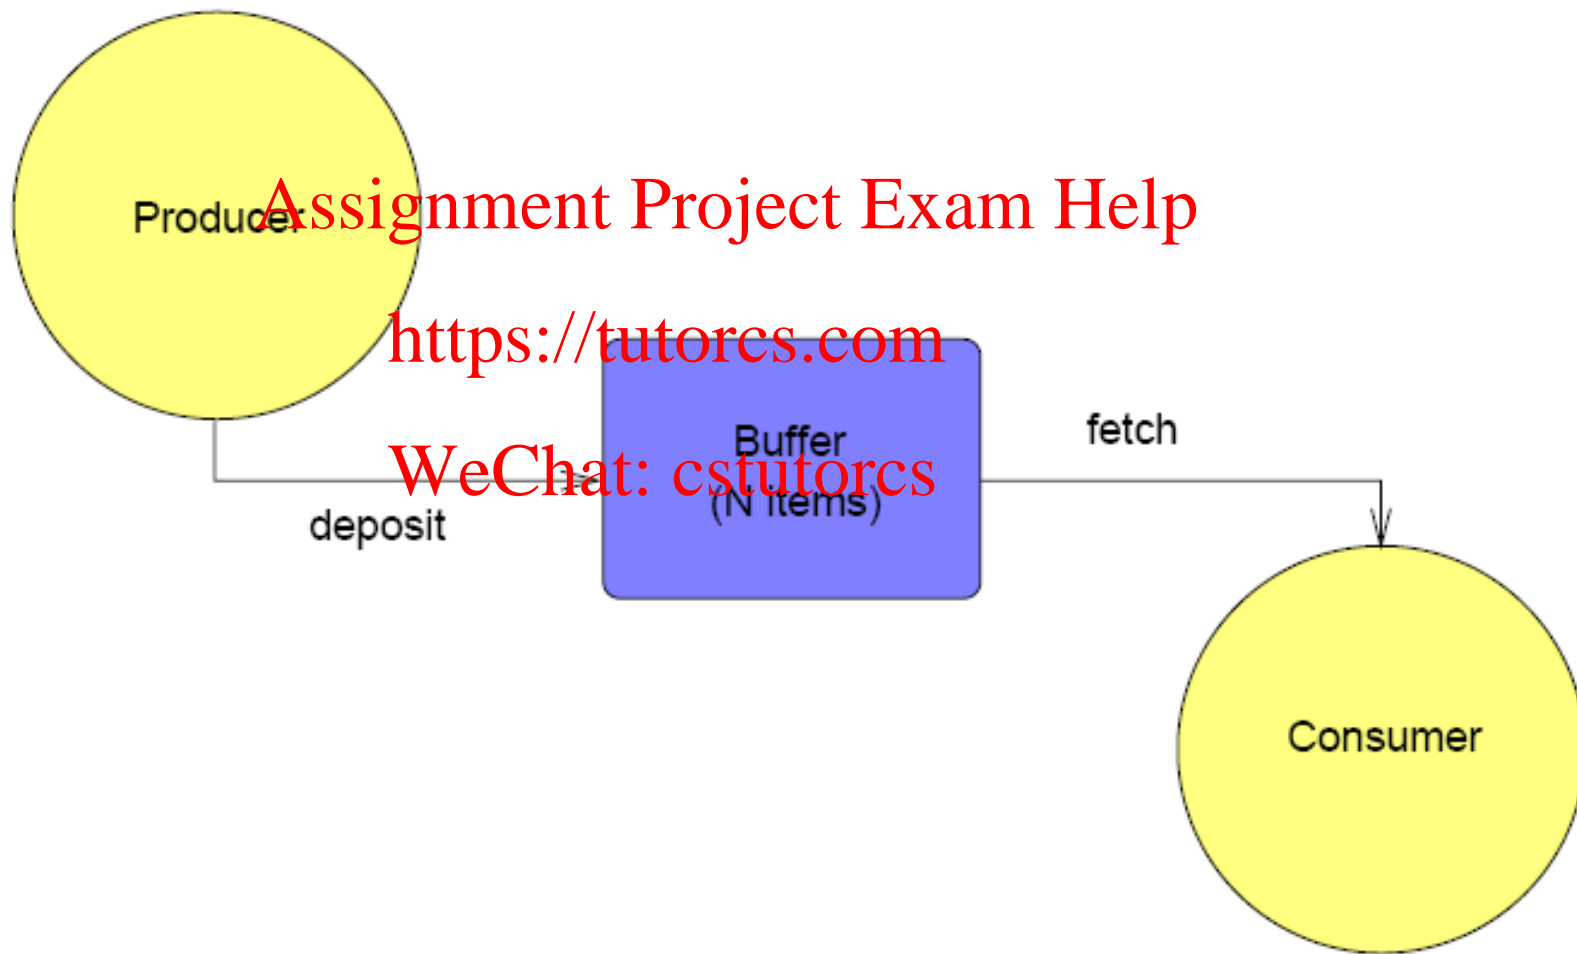 Producer
Assignment Project Exam Help
https://tutorcs.com
Buffer
(N items)
WeChat: cstutorcs
fetch
deposit
Consumer